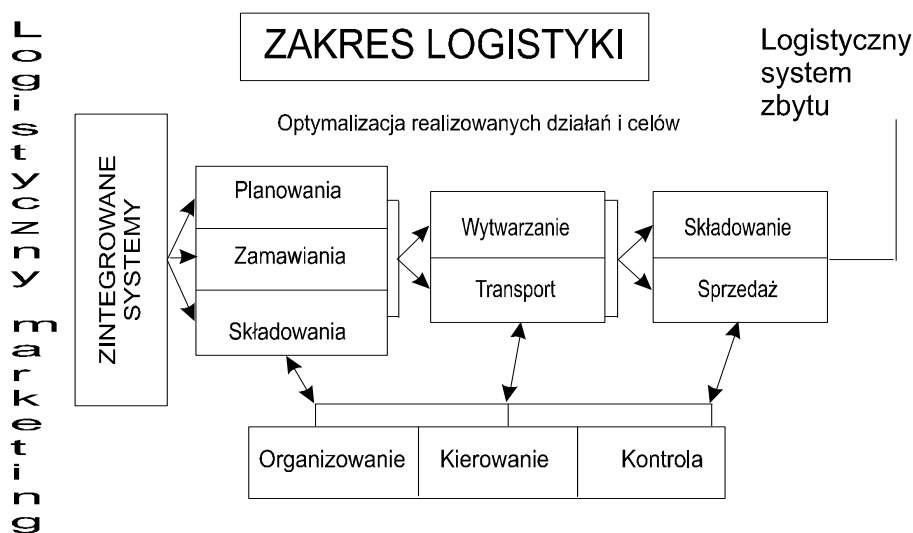 Logistyczny marketing
ZAKRES LOGISTYKI
Logistyczny
system
zbytu
Optymalizacja realizowanych działań i celów
ZINTEGROWANE
SYSTEMY
Planowania
Zamawiania
Składowania
Wytwarzanie
Transport
Składowanie
Sprzedaż
Organizowanie
Kierowanie
Kontrola